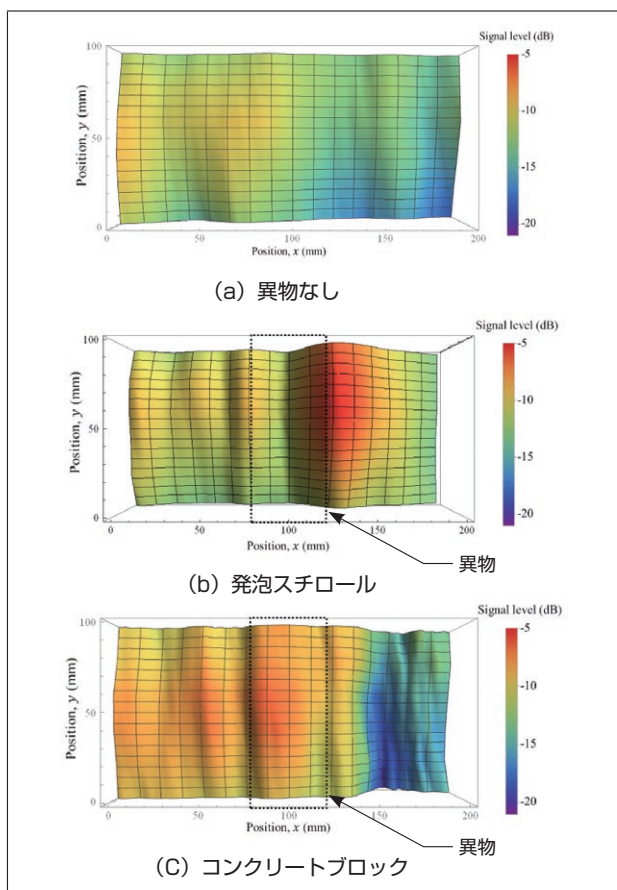 Signal level (dB)
100
50
0
Position, y (mm)
-5
-10
-15
-20
50
100
150
200
Position, x (mm)
(a) 異物なし
Signal level (dB)
100
50
0
Position, y (mm)
-5
-10
-15
-20
0
50
100
150
200
Position, x (mm)
異物
(b) 発泡スチロール
Signal level (dB)
100
50
0
Position, y (mm)
-5
-10
-15
-20
0
50
100
150
200
Position, x (mm)
異物
(C) コンクリートブロック